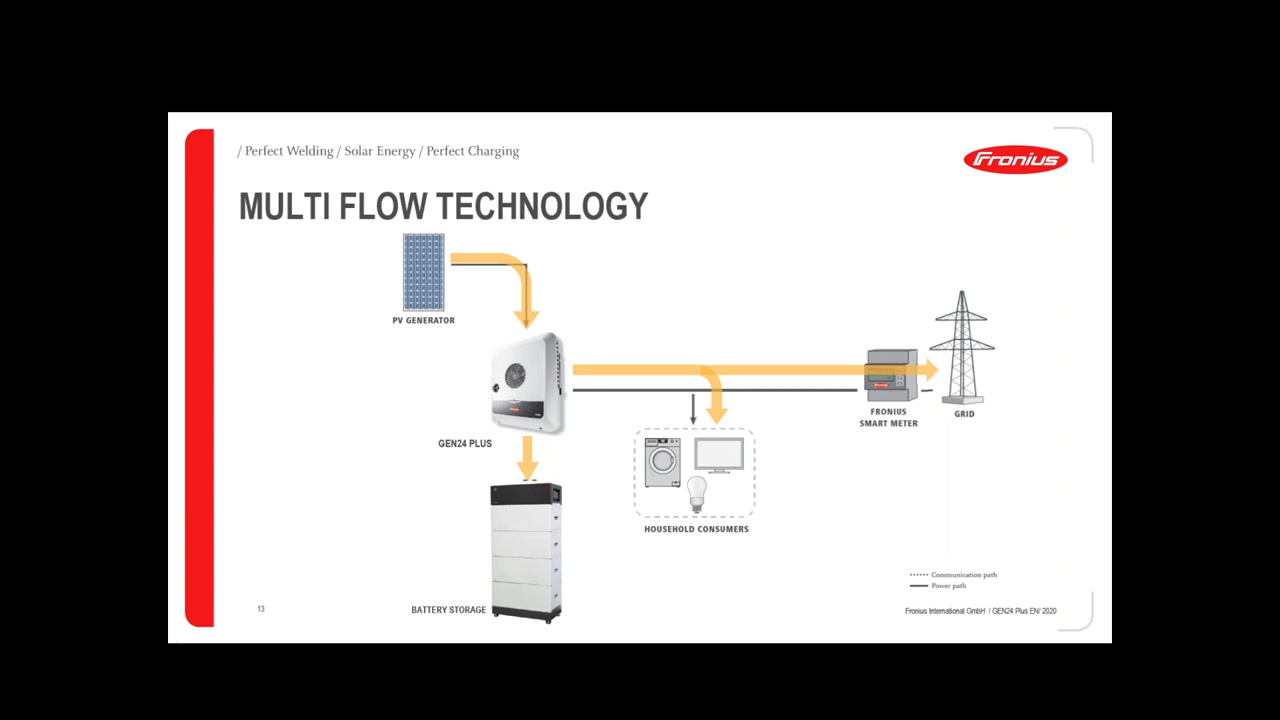 / Perfect Welding / Solar Energy / Perfect Charging
Fronius
MULTI FLOW TECHNOLOGY
PV GENERATOR
FRONIUS
SMART METER
GRID
GEN24 PLUS
HOUSEHOLD CONSUMERS
Communication path
Power path
13
BATTERY STORAGE
Fronius International GmbH / GEN24 Plus EN/ 2020